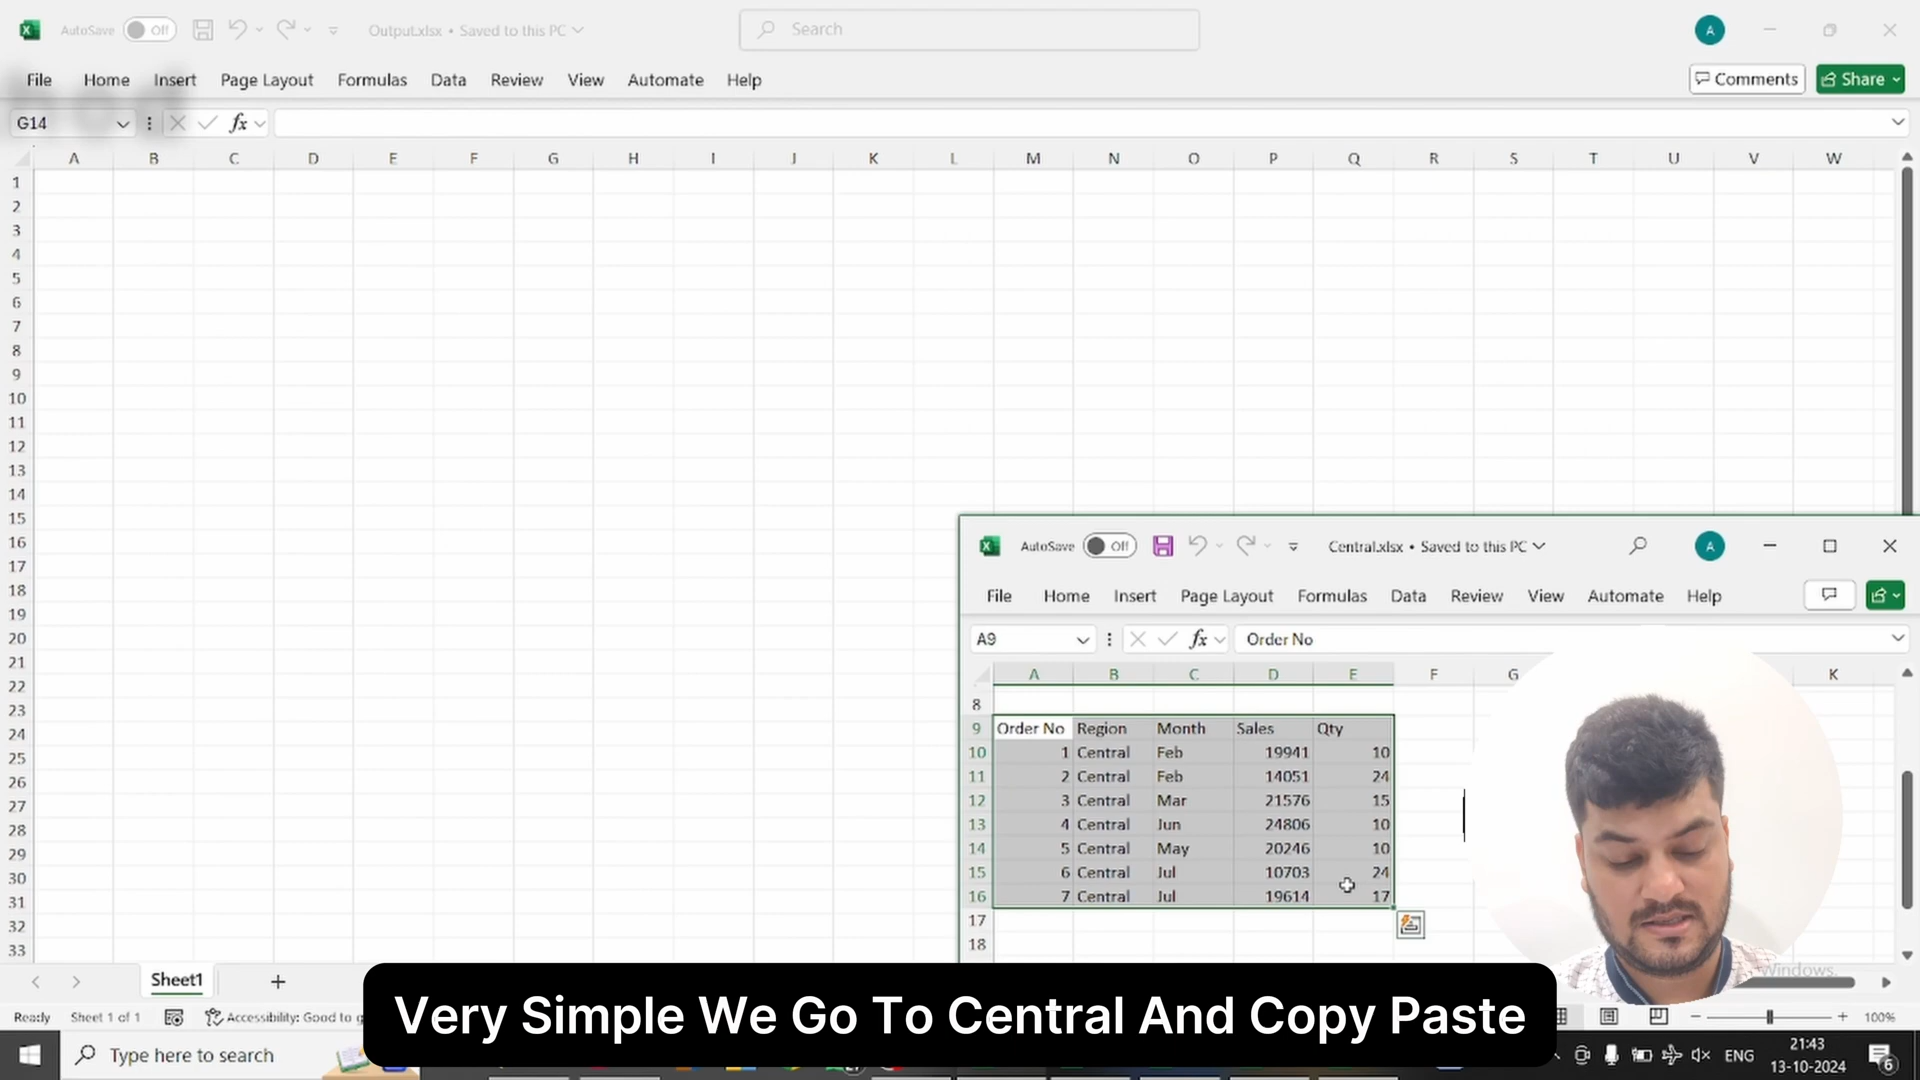 AutoSave Off Output.xlsx • Saved to this PC Search A
File Home Insert Page Layout Formulas Data Review View Automate Help Comments Share
G14 fx
A B C D E F G H I J K L M N O P Q R S T U V W
1
2
3
4
5
6
7
8
9
10
11
12
13
14
15
16
17
18
19
20
21
22
23
24
25
26
27
28
29
30
31
32
33
AutoSave Off Central.xlsx • Saved to this PC A
File Home Insert Page Layout Formulas Data Review View Automate Help
A9 fx Order No
A B C D E F G K
8
9 Order No Region Month Sales Qty
10 1 Central Feb 19941 10
11 2 Central Feb 14051 24
12 3 Central Mar 21576 15
13 4 Central Jun 24806 10
14 5 Central May 20246 10
15 6 Central Jul 10703 24
16 7 Central Jul 19614 17
17
18
Windows.
Sheet1
Very Simple We Go To Central And Copy Paste
Ready Sheet 1 of 1 Accessibility: Good to 100%
Type here to search ENG 21:43
13-10-2024 6